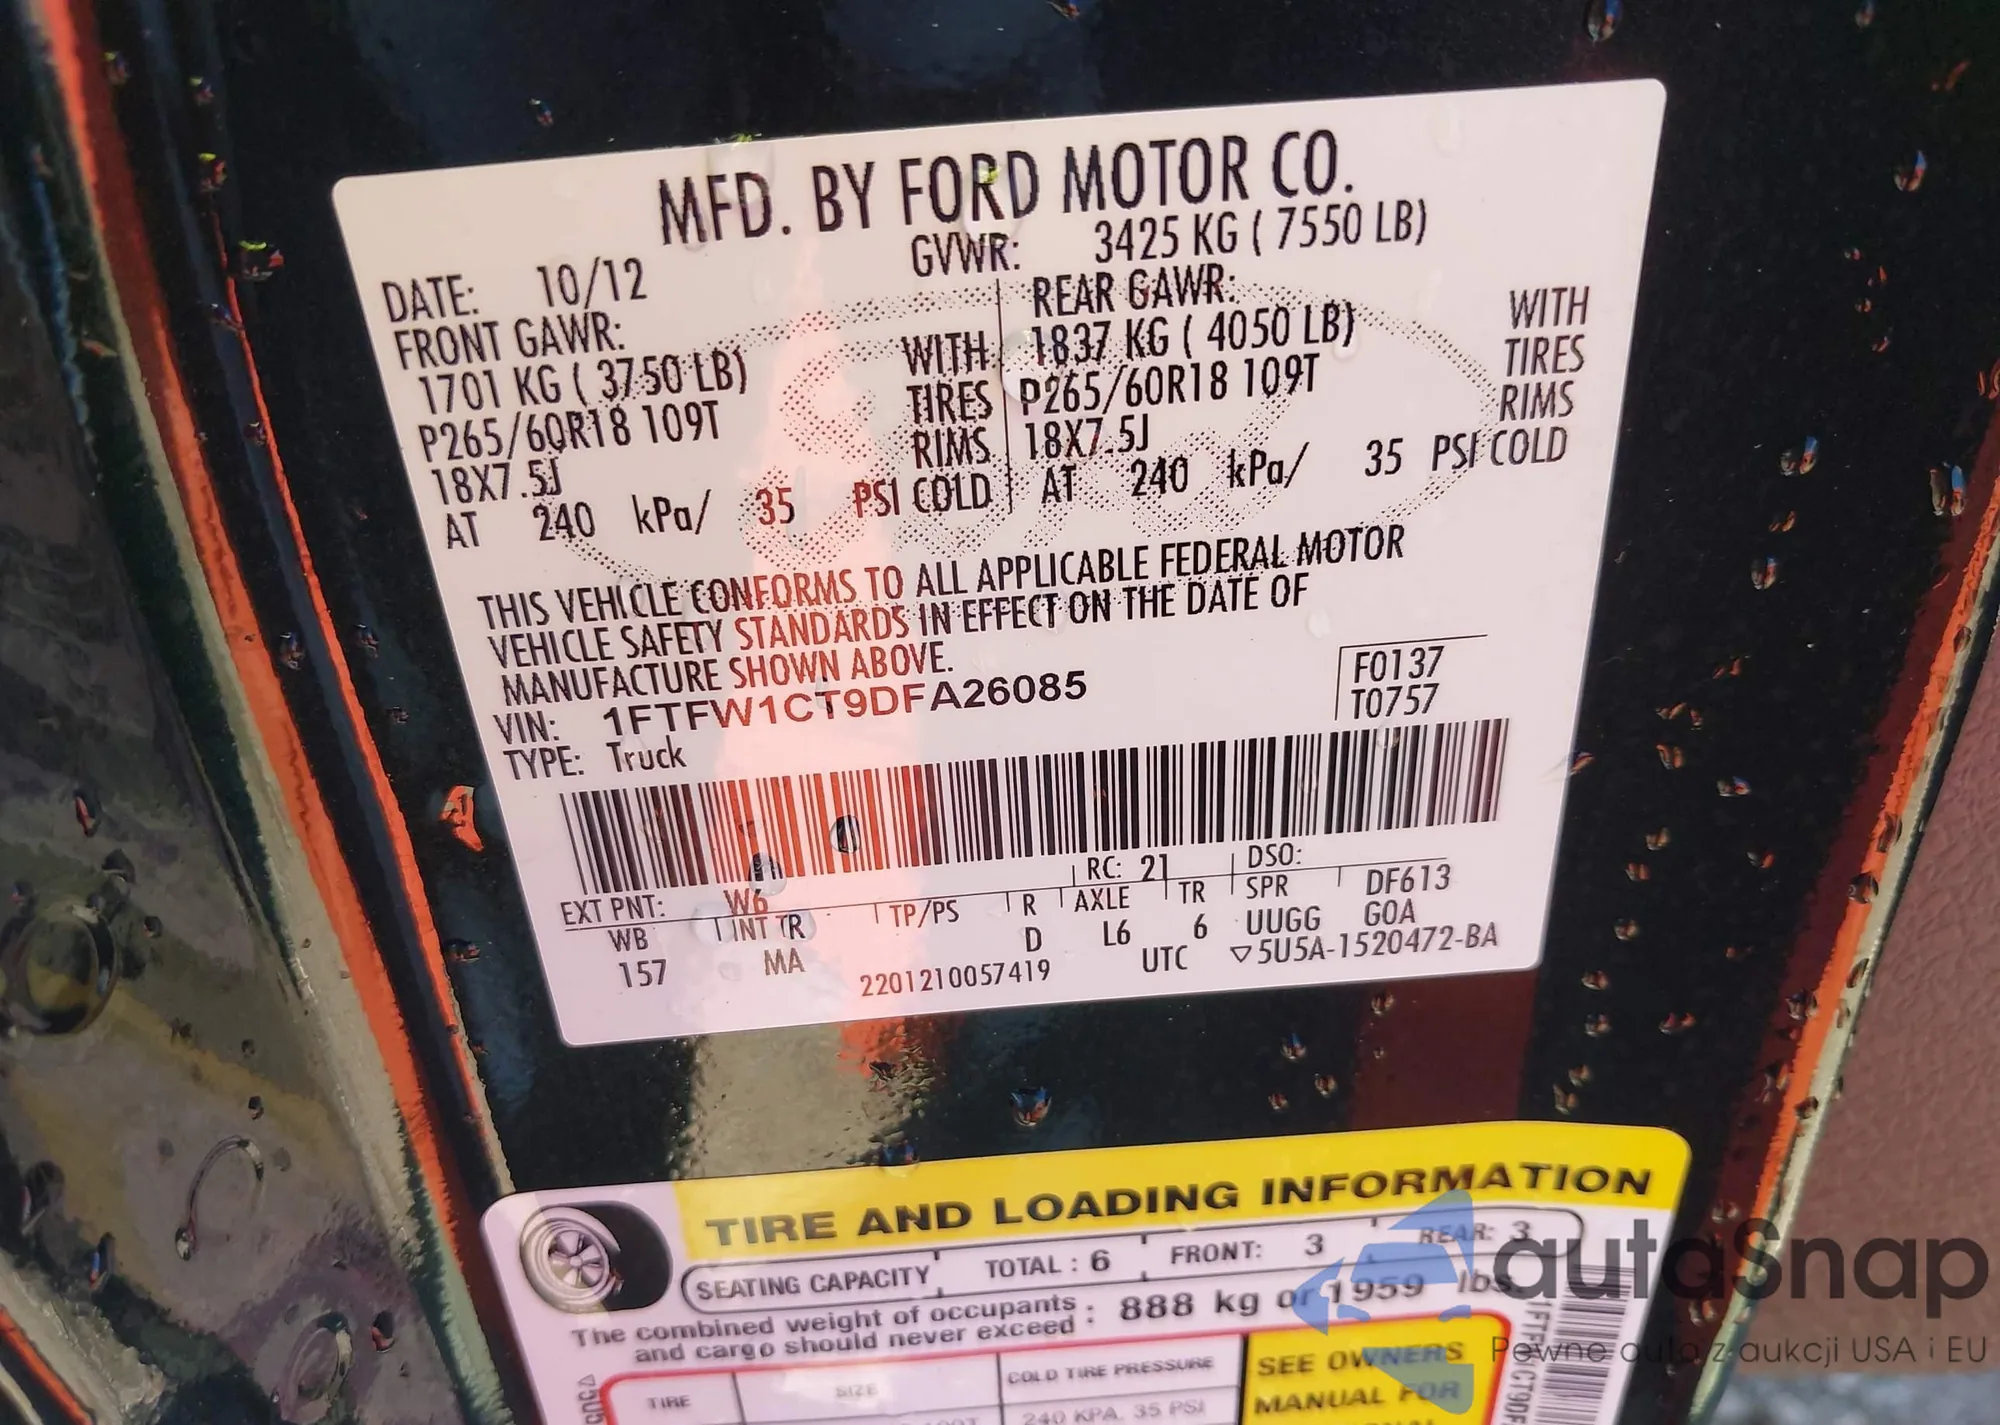 MFD. BY FORD MOTOR CO.
DATE: 10/12 GVWR: 3425 KG ( 7550 LB)
FRONT GAWR: REAR GAWR:
1701 KG ( 3750 LB) WITH 1837 KG ( 4050 LB) WITH
P265/60R18 109T TIRES P265/60R18 109T TIRES
18X7.5J RIMS 18X7.5J RIMS
AT 240 kPa/ 35 PSI COLD AT 240 kPa/ 35 PSI COLD
THIS VEHICLE CONFORMS TO ALL APPLICABLE FEDERAL MOTOR
VEHICLE SAFETY STANDARDS IN EFFECT ON THE DATE OF
MANUFACTURE SHOWN ABOVE.
VIN: 1FTFW1CT9DFA26085
F0137
TYPE: Truck
T0757
EXT PNT: W6 RC: 21 DSO:
WB INT TR TP/PS R AXLE TR SPR DF613
157 MA D L6 6 UUGG GOA
2201210057419 UTC ▽5U5A-1520472-BA
TIRE AND LOADING INFORMATION
SEATING CAPACITY TOTAL : 6 FRONT: 3 REAR: 3
The combined weight of occupants : 888 kg or 1959 lbs
and cargo should never exceed :
TIRE SIZE COLD TIRE PRESSURE SEE OWNERS
240 KPA, 35 PSI MANUAL FOR
autaSnap
Pewne auto z aukcji USA i EU